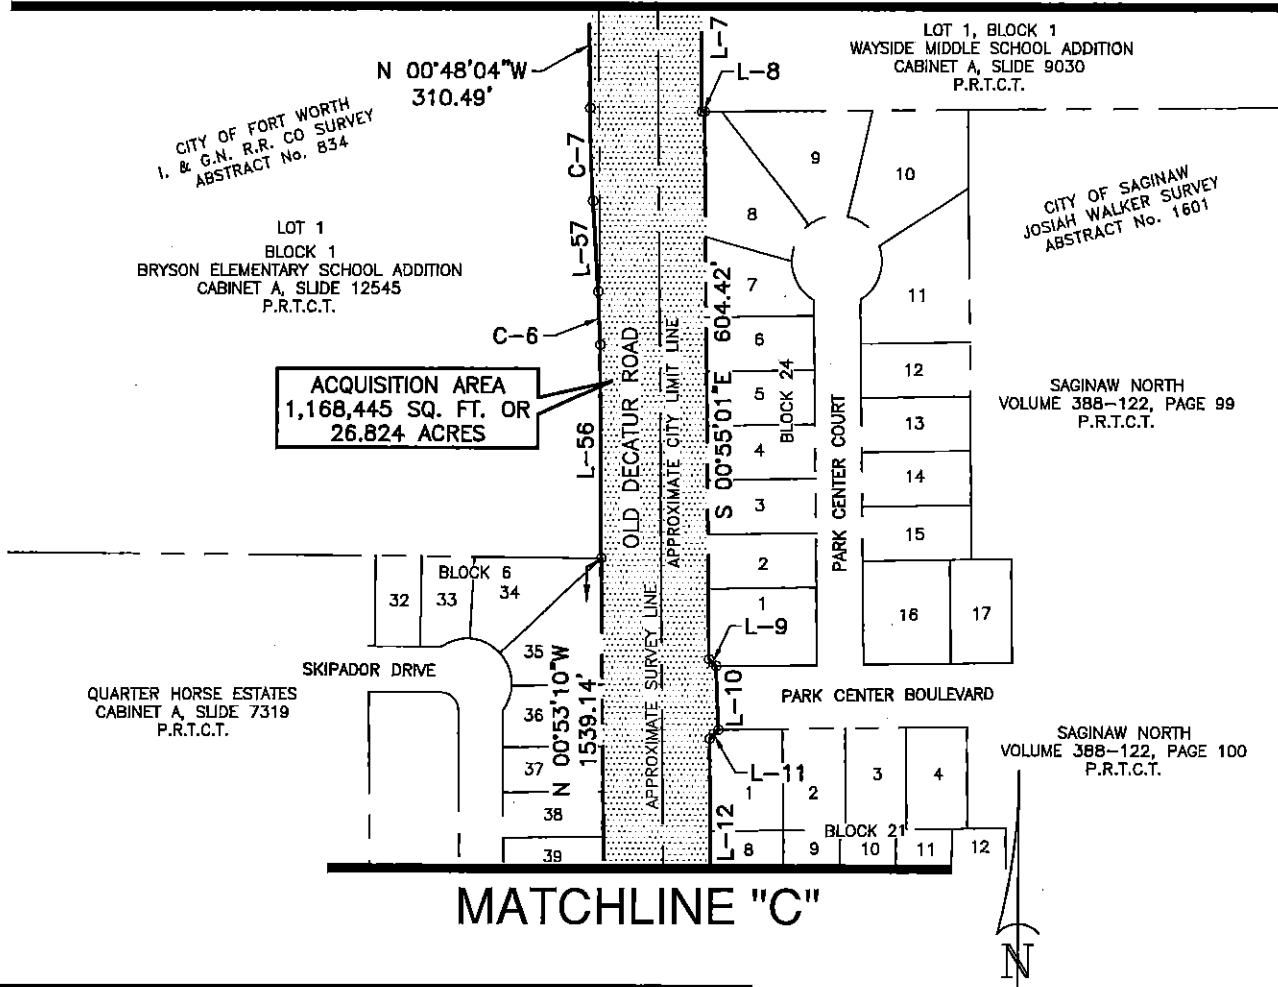 LOT 1, BLOCK 1
WAYSIDE MIDDLE SCHOOL ADDITION
CABINET A, SLIDE 9030
P.R.T.C.T.
L-7
L-8
N 00°48'04"W
310.49'
CITY OF FORT WORTH
I. & G.N. R.R. CO SURVEY
ABSTRACT No. 834
C-7
9
10
CITY OF SAGINAW
JOSIAH WALKER SURVEY
ABSTRACT No. 1601
LOT 1
BLOCK 1
BRYSON ELEMENTARY SCHOOL ADDITION
CABINET A, SLIDE 12545
P.R.T.C.T.
L-57
8
7
11
C-6
OLD DECATUR ROAD
APPROXIMATE CITY LIMIT LINE
S 00°55'01"E 604.42'
6
5
4
3
2
1
BLOCK 24
PARK CENTER COURT
12
13
14
15
16
17
SAGINAW NORTH
VOLUME 388-122, PAGE 99
P.R.T.C.T.
ACQUISITION AREA
1,168,445 SQ. FT. OR
26.824 ACRES
L-56
BLOCK 6
32
33
34
35
36
37
38
39
SKIPADOR DRIVE
QUARTER HORSE ESTATES
CABINET A, SLIDE 7319
P.R.T.C.T.
N 00°53'10"W
1539.14'
APPROXIMATE SURVEY LINE
L-9
L-10
PARK CENTER BOULEVARD
L-11
L-12
1
2
3
4
BLOCK 21
8
9
10
11
12
SAGINAW NORTH
VOLUME 388-122, PAGE 100
P.R.T.C.T.
MATCHLINE "C"
N